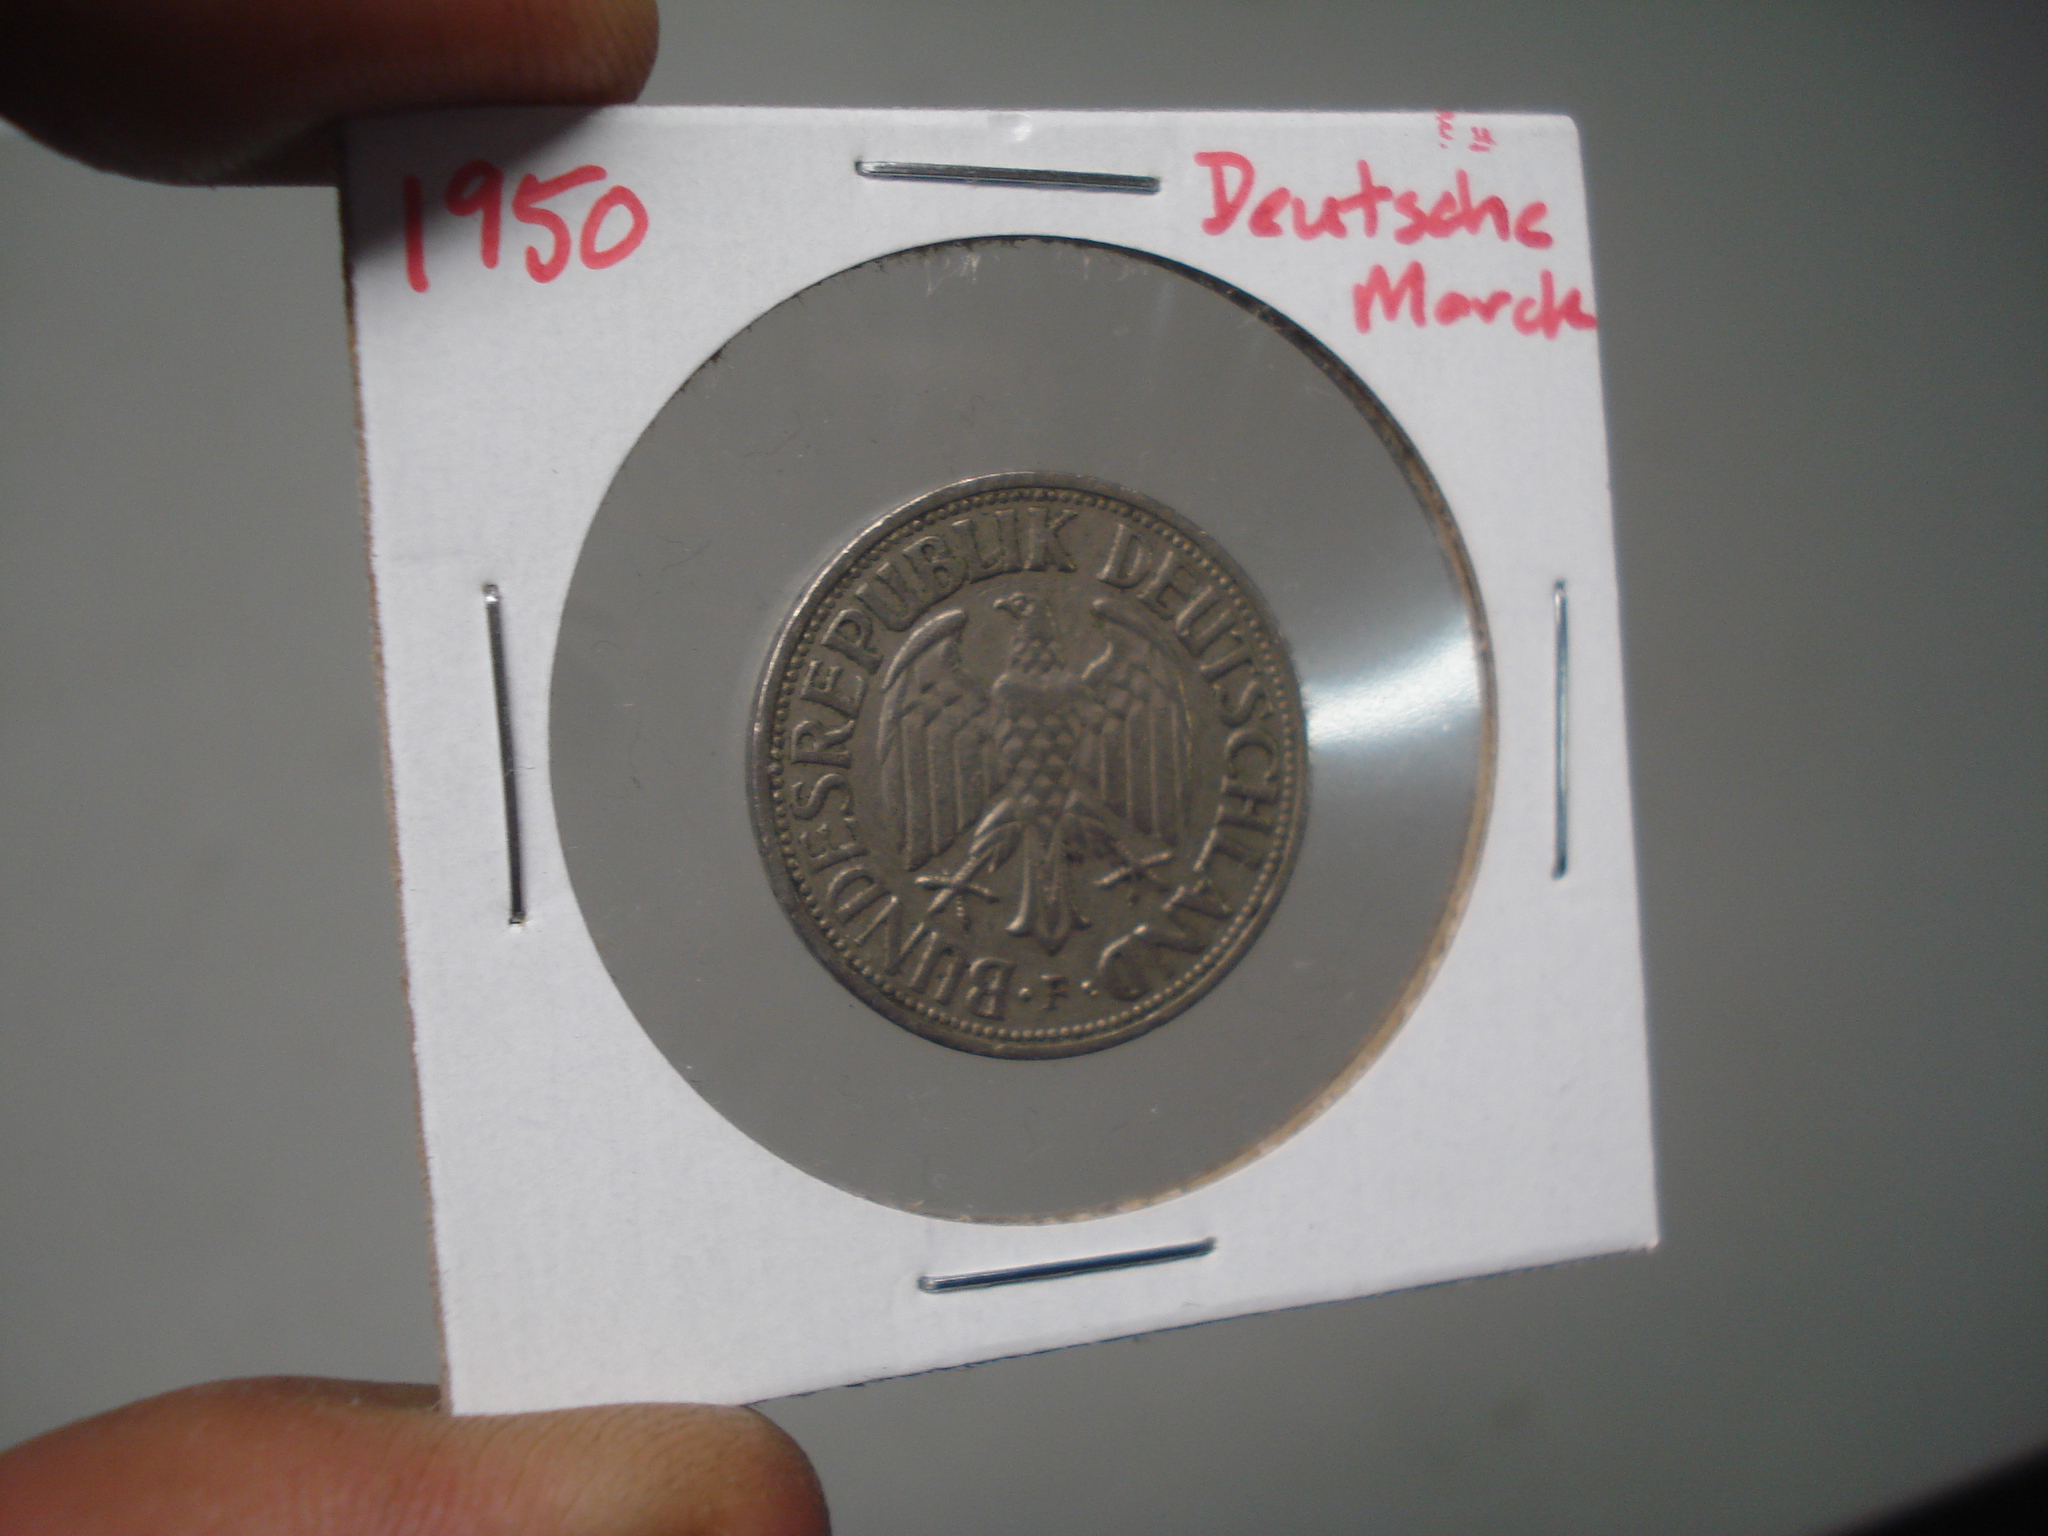 1950
Deutsche
Marck
BUNDESREPUBLIK DEUTSCHLAND
· F ·